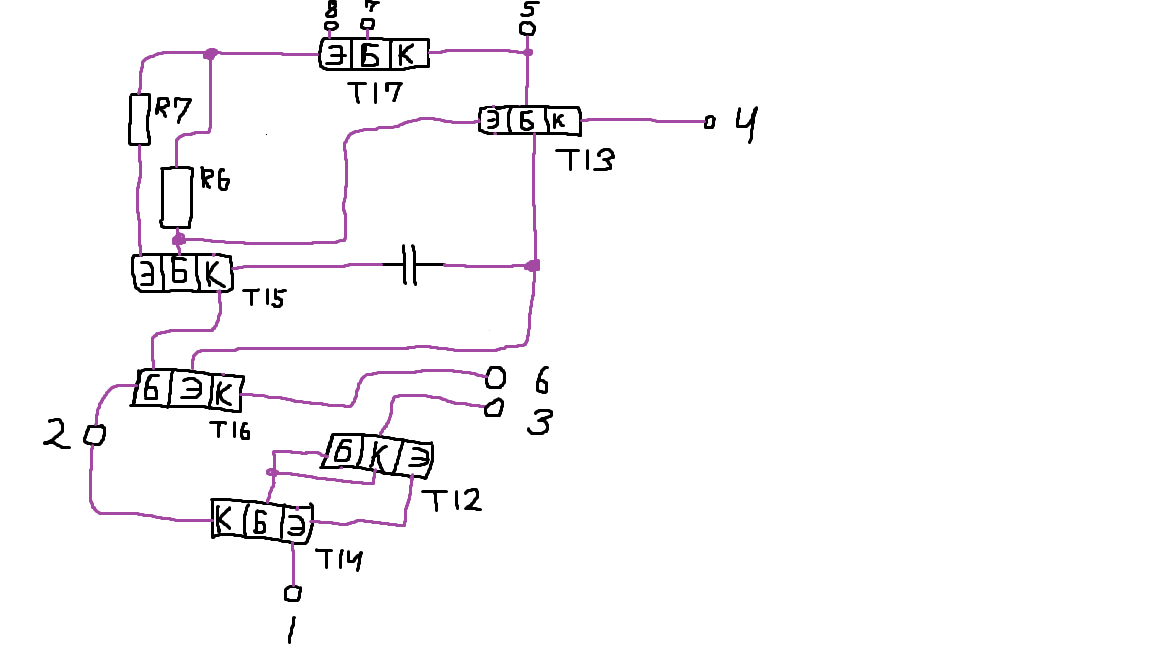 8 7 5
Э Б К
T17
R7
Э Б К
4
T13
R6
Э Б К
T15
Б Э К
6
T16
3
2
Б К Э
T12
К Б Э
T14
1